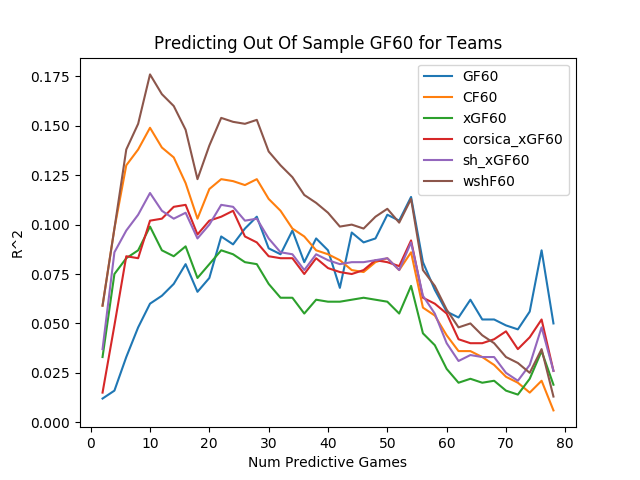 Predicting Out Of Sample GF60 for Teams
GF60
CF60
xGF60
corsica_xGF60
sh_xGF60
wshF60
R^2
0.175
0.150
0.125
0.100
0.075
0.050
0.025
0.000
0 10 20 30 40 50 60 70 80
Num Predictive Games